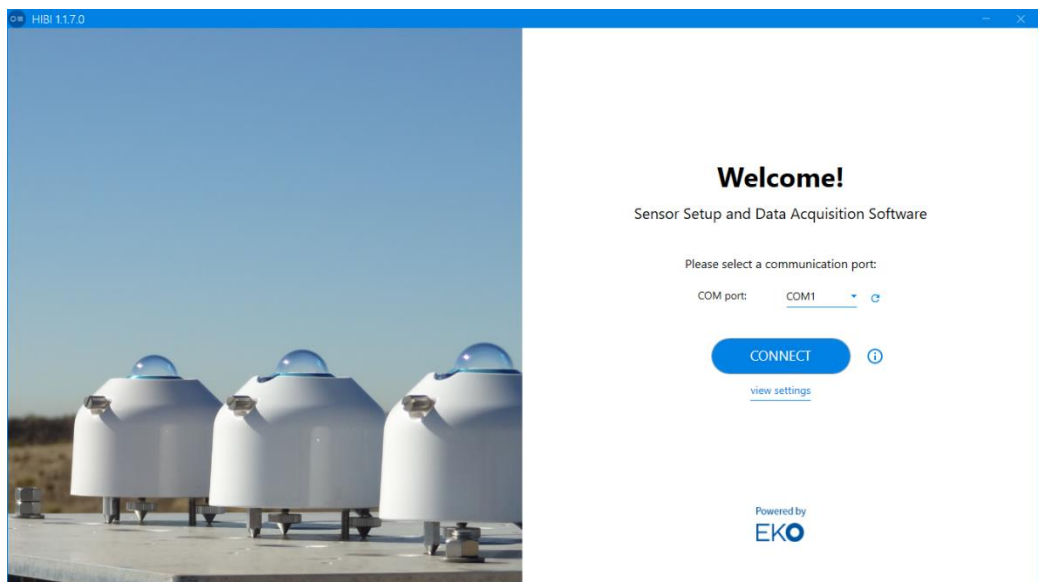 HIBI 1.1.7.0
Welcome!
Sensor Setup and Data Acquisition Software
Please select a communication port:
COM port: COM1
CONNECT
view settings
Powered by
EKO